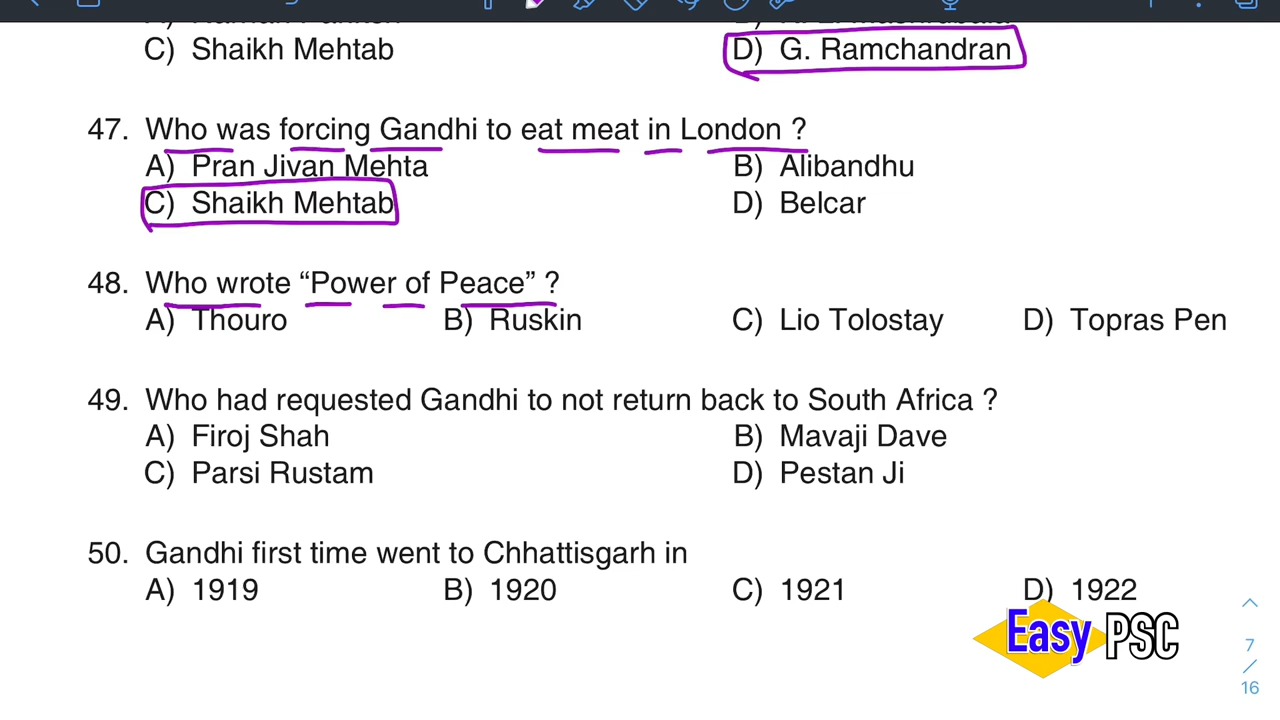 C) Shaikh Mehtab D) G. Ramchandran
47. Who was forcing Gandhi to eat meat in London ?
A) Pran Jivan Mehta B) Alibandhu
C) Shaikh Mehtab D) Belcar
48. Who wrote “Power of Peace” ?
A) Thouro B) Ruskin C) Lio Tolostay D) Topras Pen
49. Who had requested Gandhi to not return back to South Africa ?
A) Firoj Shah B) Mavaji Dave
C) Parsi Rustam D) Pestan Ji
50. Gandhi first time went to Chhattisgarh in
A) 1919 B) 1920 C) 1921 D) 1922
Easy PSC
7
/
16